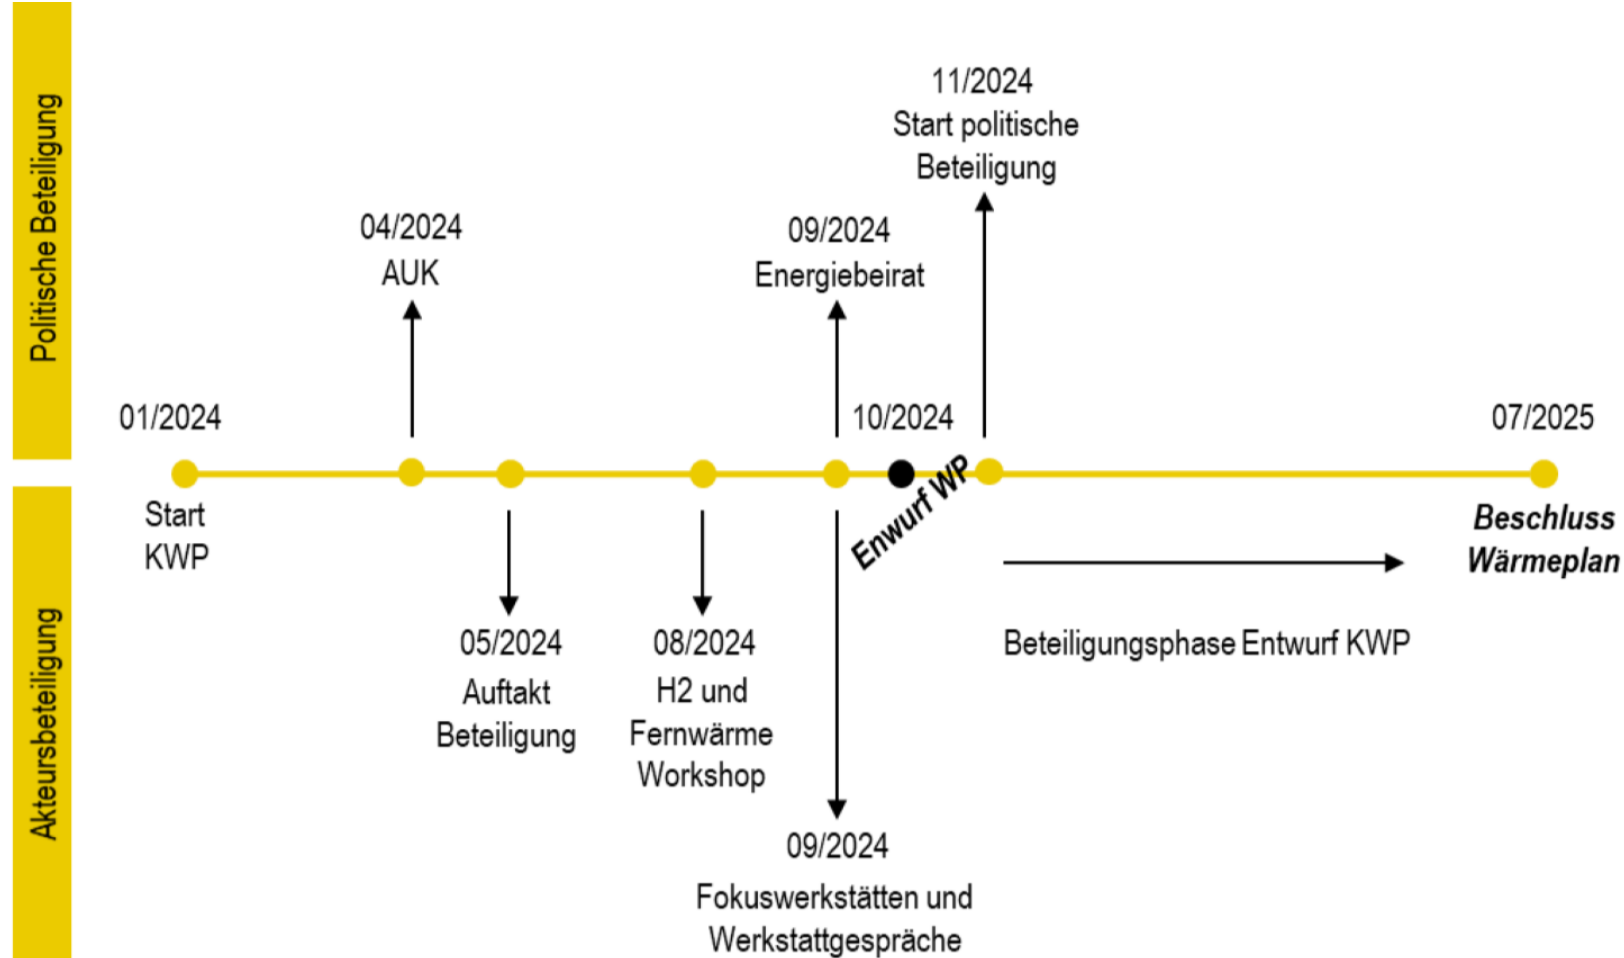 Politische Beteiligung
11/2024
Start politische
Beteiligung
04/2024
AUK
09/2024
Energiebeirat
01/2024
10/2024
07/2025
Start
KWP
Enwurf WP
Beschluss
Wärmeplan
Akteursbeteiligung
05/2024
Auftakt
Beteiligung
08/2024
H2 und
Fernwärme
Workshop
Beteiligungsphase Entwurf KWP
09/2024
Fokuswerkstätten und
Werkstattgespräche